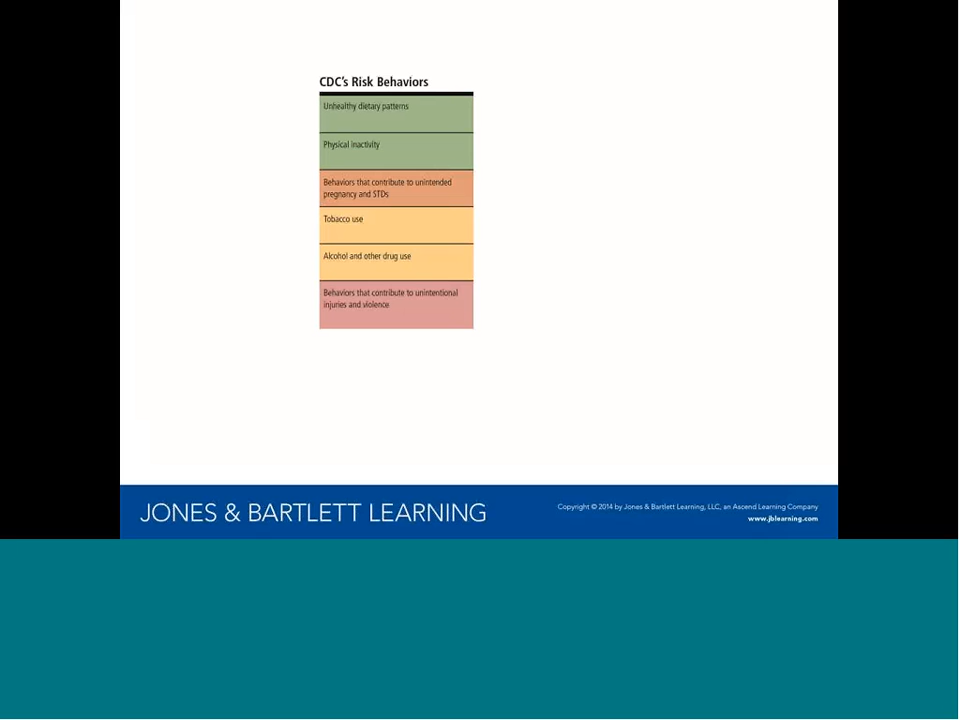 CDC's Risk Behaviors
Unhealthy dietary patterns
Physical inactivity
Behaviors that contribute to unintended
pregnancy and STDs
Tobacco use
Alcohol and other drug use
Behaviors that contribute to unintentional
injuries and violence
JONES & BARTLETT LEARNING
Copyright © 2014 by Jones & Bartlett Learning, LLC, an Ascend Learning Company
www.jblearning.com